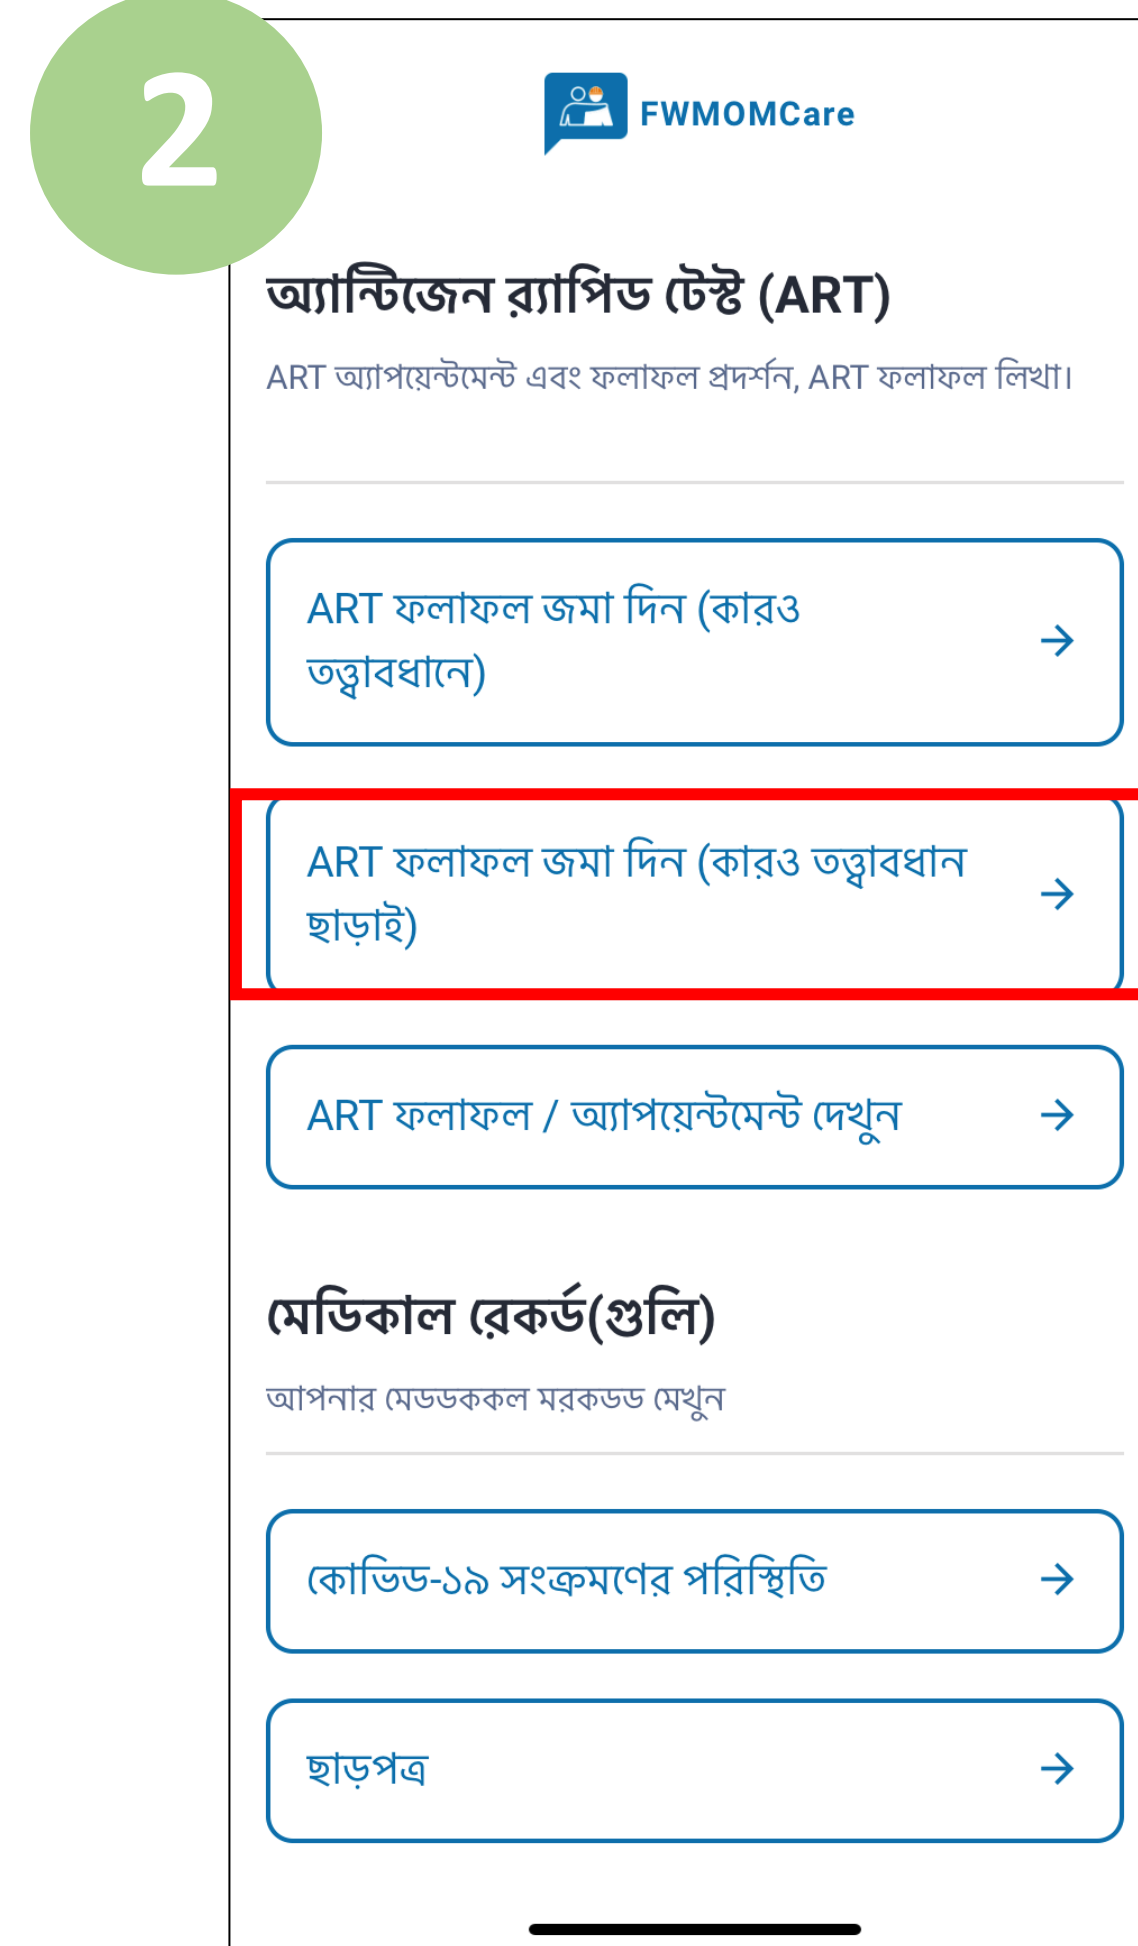 2
FWMOMCare
অ্যান্টিজেন র‍্যাপিড টেস্ট (ART)
ART অ্যাপয়েন্টমেন্ট এবং ফলাফল প্রদর্শন, ART ফলাফল লিখা।
ART ফলাফল জমা দিন (কারও
তত্ত্বাবধানে)
ART ফলাফল জমা দিন (কারও তত্ত্বাবধান
ছাড়াই)
ART ফলাফল / অ্যাপয়েন্টমেন্ট দেখুন
মেডিকাল রেকর্ড(গুলি)
আপনার মেডডককল মরকডড মেখুন
কোভিড-১৯ সংক্রমণের পরিস্থিতি
ছাড়পত্র